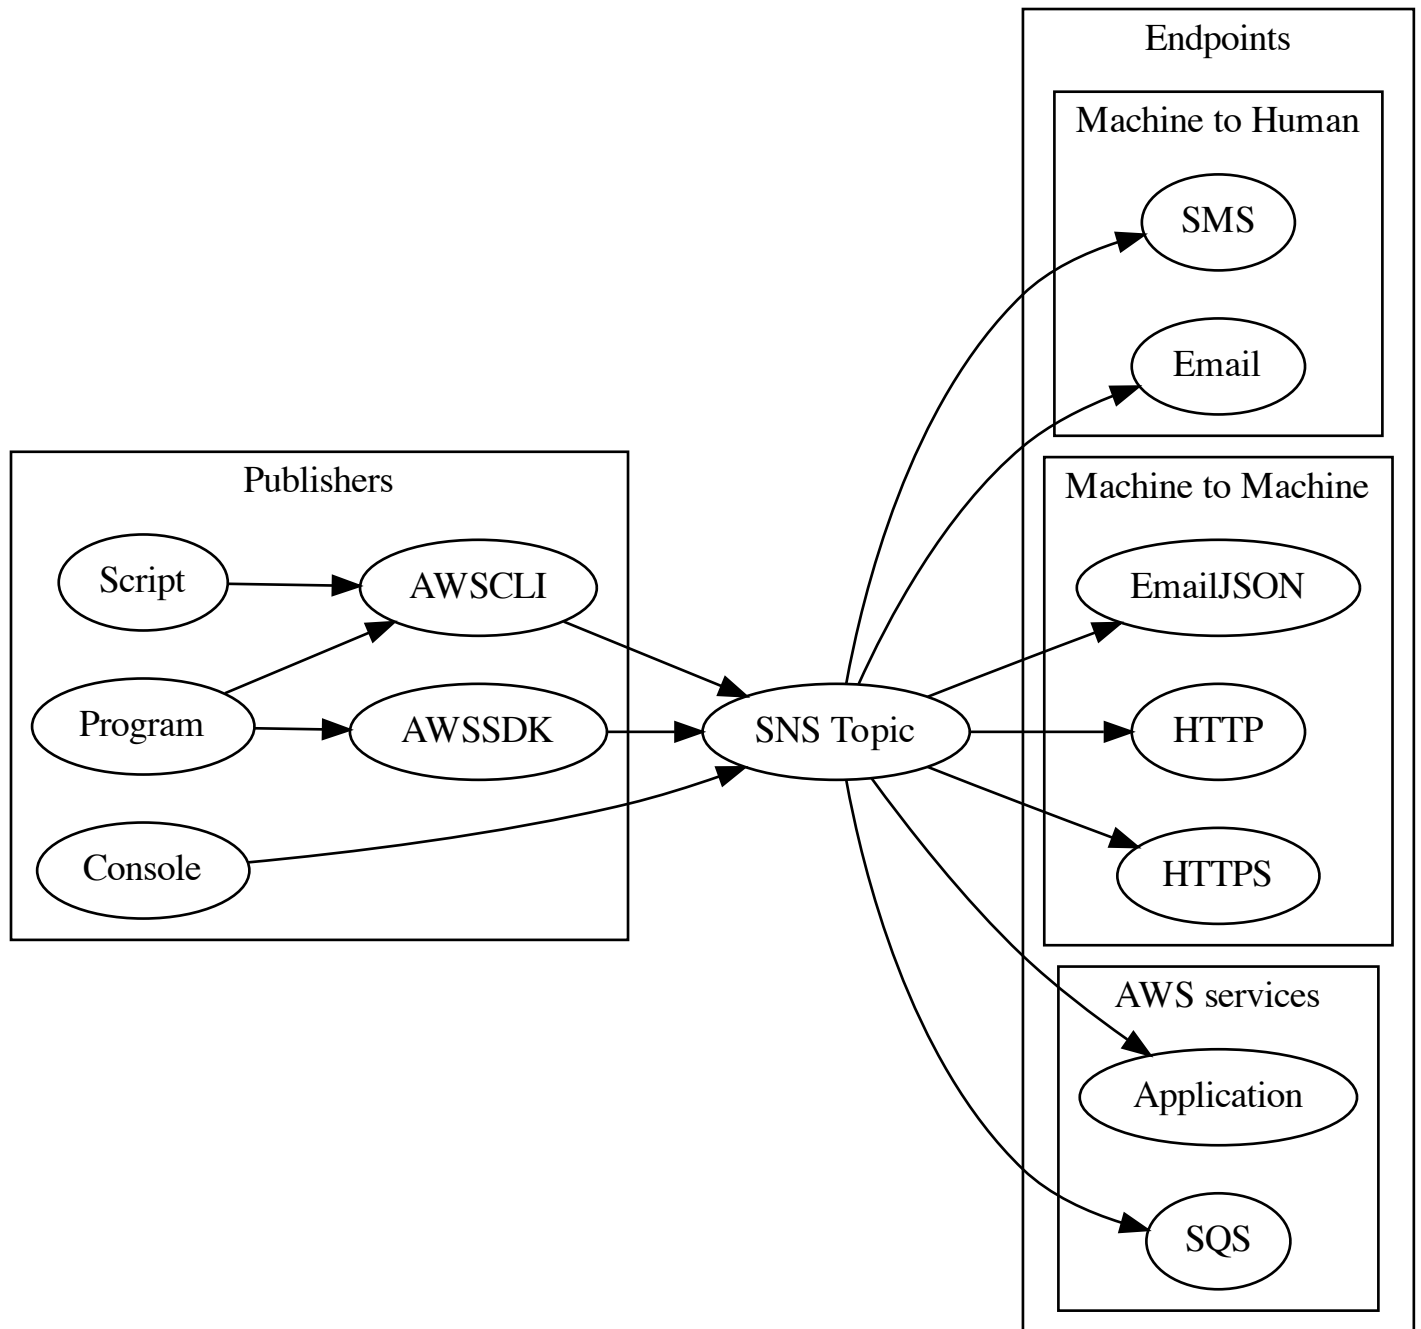 Endpoints
Machine to Human
SMS
Email
Publishers
Machine to Machine
Script
AWSCLI
EmailJSON
Program
AWSSDK
SNS Topic
HTTP
Console
HTTPS
AWS services
Application
SQS